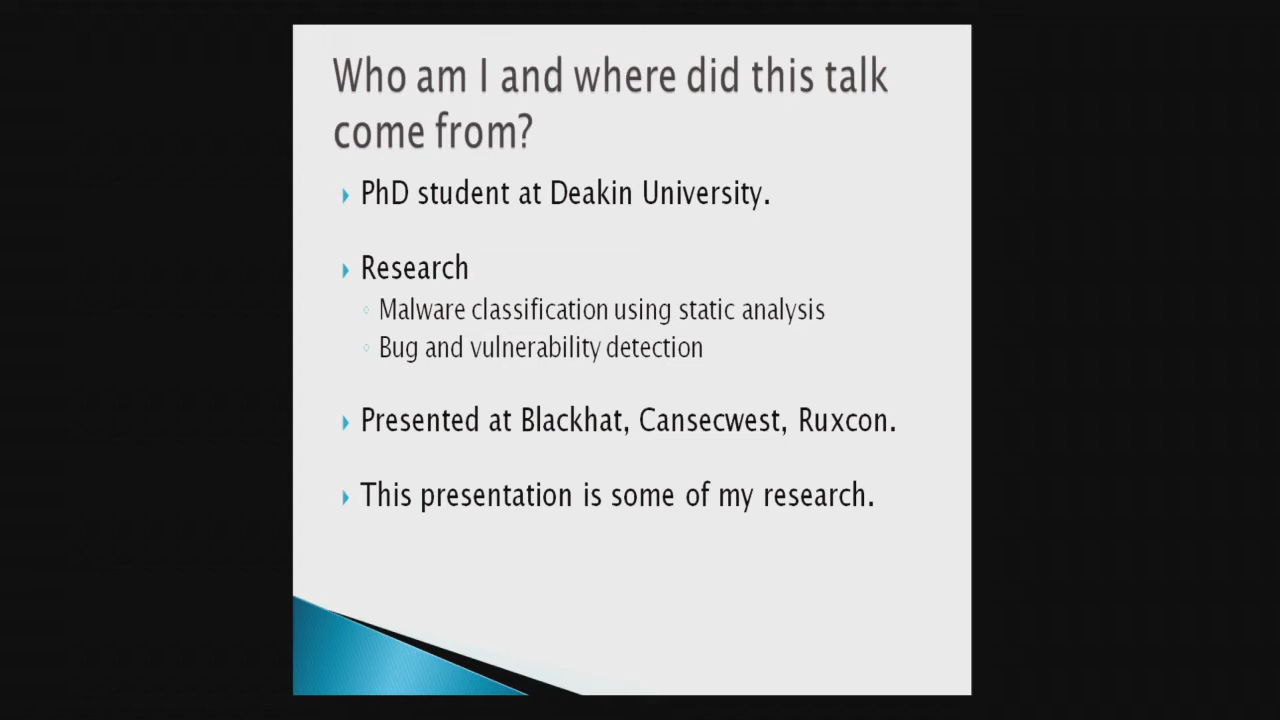 Who am I and where did this talk
come from?
PhD student at Deakin University.
Research
Malware classification using static analysis
Bug and vulnerability detection
Presented at Blackhat, Cansecwest, Ruxcon.
This presentation is some of my research.